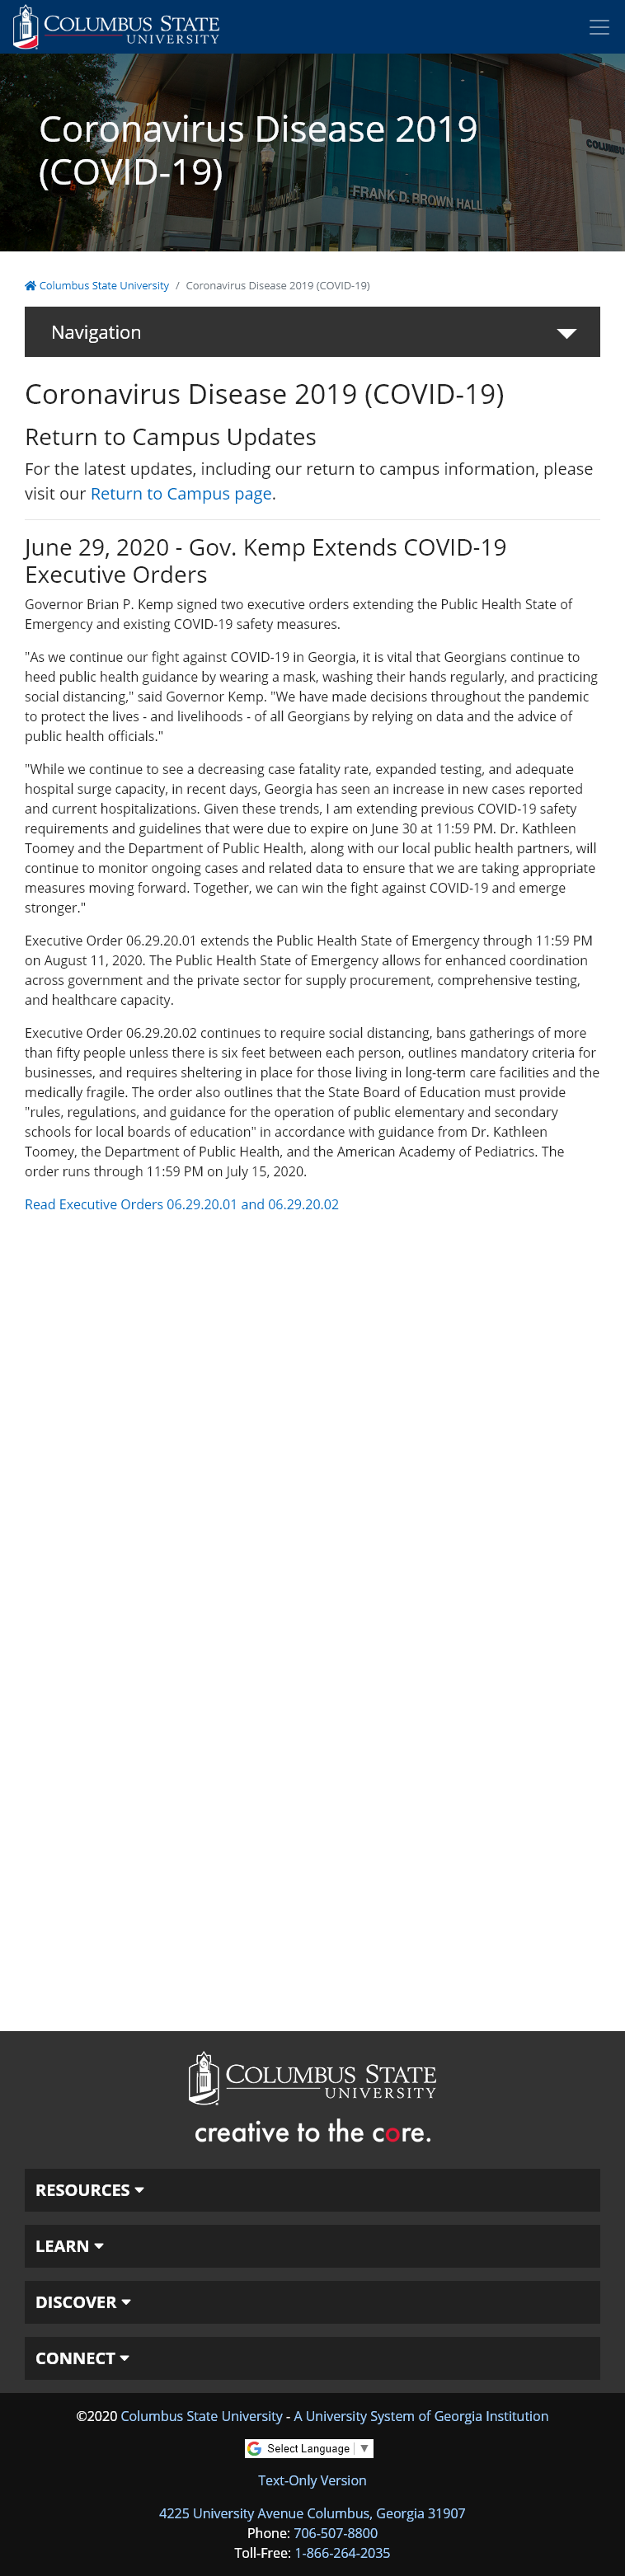 COLUMBUS STATE
UNIVERSITY
Coronavirus Disease 2019
(COVID-19)
FRANK D. BROWN HALL
Columbus State University / Coronavirus Disease 2019 (COVID-19)
Navigation
Coronavirus Disease 2019 (COVID-19)
Return to Campus Updates
For the latest updates, including our return to campus information, please
visit our Return to Campus page.
June 29, 2020 - Gov. Kemp Extends COVID-19
Executive Orders
Governor Brian P. Kemp signed two executive orders extending the Public Health State of
Emergency and existing COVID-19 safety measures.
"As we continue our fight against COVID-19 in Georgia, it is vital that Georgians continue to
heed public health guidance by wearing a mask, washing their hands regularly, and practicing
social distancing," said Governor Kemp. "We have made decisions throughout the pandemic
to protect the lives - and livelihoods - of all Georgians by relying on data and the advice of
public health officials."
"While we continue to see a decreasing case fatality rate, expanded testing, and adequate
hospital surge capacity, in recent days, Georgia has seen an increase in new cases reported
and current hospitalizations. Given these trends, I am extending previous COVID-19 safety
requirements and guidelines that were due to expire on June 30 at 11:59 PM. Dr. Kathleen
Toomey and the Department of Public Health, along with our local public health partners, will
continue to monitor ongoing cases and related data to ensure that we are taking appropriate
measures moving forward. Together, we can win the fight against COVID-19 and emerge
stronger."
Executive Order 06.29.20.01 extends the Public Health State of Emergency through 11:59 PM
on August 11, 2020. The Public Health State of Emergency allows for enhanced coordination
across government and the private sector for supply procurement, comprehensive testing,
and healthcare capacity.
Executive Order 06.29.20.02 continues to require social distancing, bans gatherings of more
than fifty people unless there is six feet between each person, outlines mandatory criteria for
businesses, and requires sheltering in place for those living in long-term care facilities and the
medically fragile. The order also outlines that the State Board of Education must provide
"rules, regulations, and guidance for the operation of public elementary and secondary
schools for local boards of education" in accordance with guidance from Dr. Kathleen
Toomey, the Department of Public Health, and the American Academy of Pediatrics. The
order runs through 11:59 PM on July 15, 2020.
Read Executive Orders 06.29.20.01 and 06.29.20.02
COLUMBUS STATE
UNIVERSITY
creative to the core.
RESOURCES
LEARN
DISCOVER
CONNECT
©2020 Columbus State University - A University System of Georgia Institution
Select Language
Text-Only Version
4225 University Avenue Columbus, Georgia 31907
Phone: 706-507-8800
Toll-Free: 1-866-264-2035